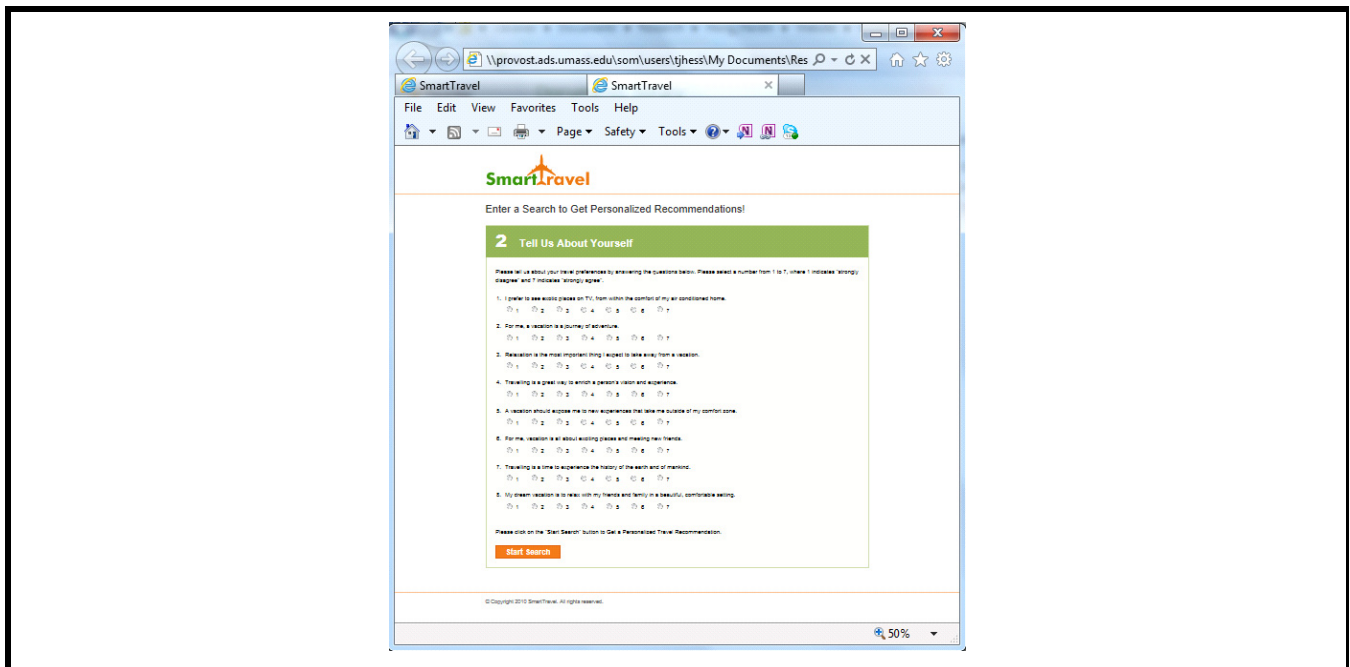 \\provost.ads.umass.edu\som\users\tjhess\My Documents\Res
SmartTravel SmartTravel
File Edit View Favorites Tools Help
Page Safety Tools
SmartTravel
Enter a Search to Get Personalized Recommendations!
2 Tell Us About Yourself
Please tell us about your travel preferences by answering the questions below. Please select a number from 1 to 7, where 1 indicates "strongly
disagree" and 7 indicates "strongly agree".
1. I prefer to see exotic places on TV, from within the comfort of my air conditioned home.
1 2 3 4 5 6 7
2. For me, a vacation is a journey of adventure.
1 2 3 4 5 6 7
3. Relaxation is the most important thing I expect to take away from a vacation.
1 2 3 4 5 6 7
4. Travelling is a great way to enrich a person's vision and experience.
1 2 3 4 5 6 7
5. A vacation should expose me to new experiences that take me outside of my comfort zone.
1 2 3 4 5 6 7
6. For me, vacation is all about exciting places and meeting new friends.
1 2 3 4 5 6 7
7. Travelling is a time to experience the history of the earth and of mankind.
1 2 3 4 5 6 7
8. My dream vacation is to relax with my friends and family in a beautiful, comfortable setting.
1 2 3 4 5 6 7
Please click on the "Start Search" button to Get a Personalized Travel Recommendation.
Start Search
© Copyright 2010 SmartTravel. All rights reserved.
50%